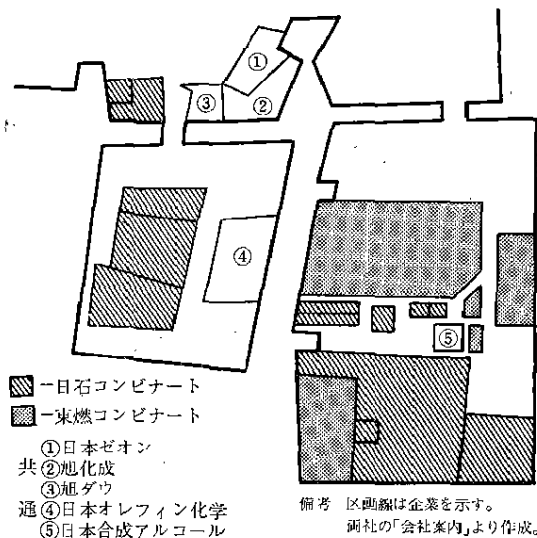 ①
③
②
④
⑤
─日石コンビナート
─東燃コンビナート
①日本ゼオン
共②旭化成
③旭ダウ
通④日本オレフィン化学
⑤日本合成アルコール
備考 区画線は企業を示す。
両社の「会社案内」より作成。